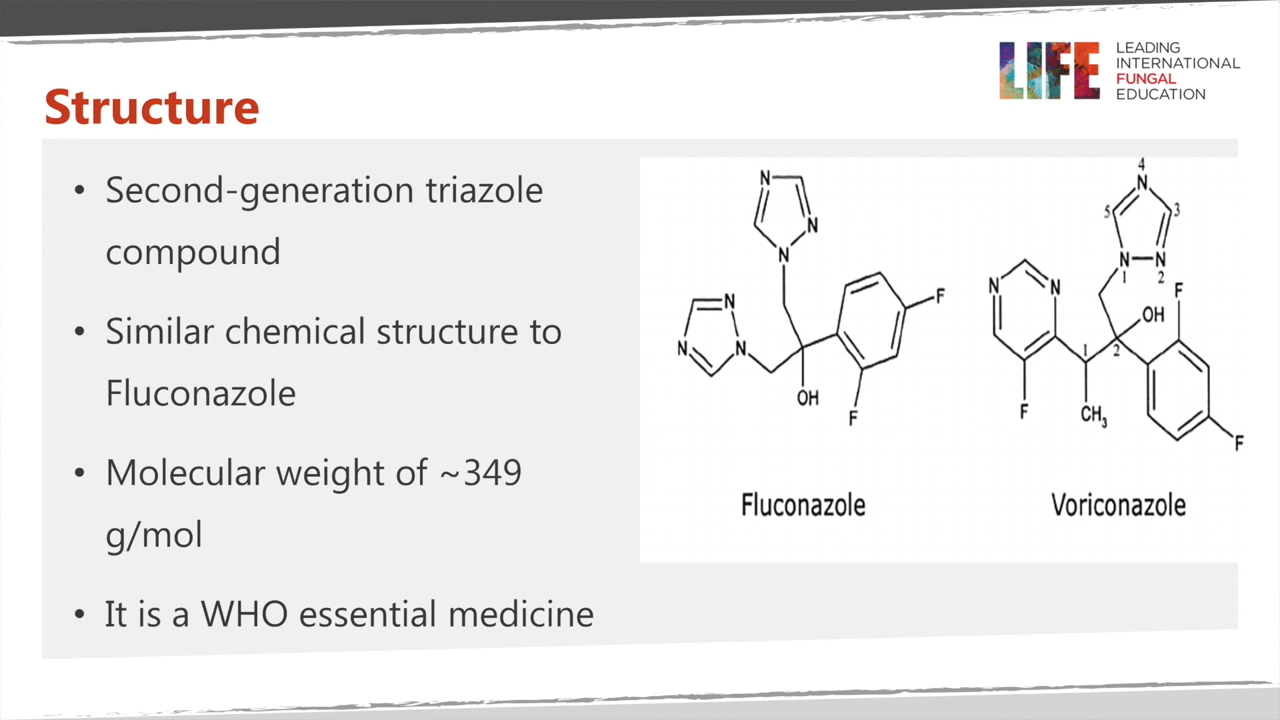 LIFE
LEADING
INTERNATIONAL
FUNGAL
EDUCATION
Structure
• Second-generation triazole
compound
• Similar chemical structure to
Fluconazole
• Molecular weight of ~349
g/mol
• It is a WHO essential medicine
N
N
N
N
N
N
OH
F
F
Fluconazole
4
N
5
3
N
N
1
2
N
N
F
OH
1
2
F
CH3
F
Voriconazole